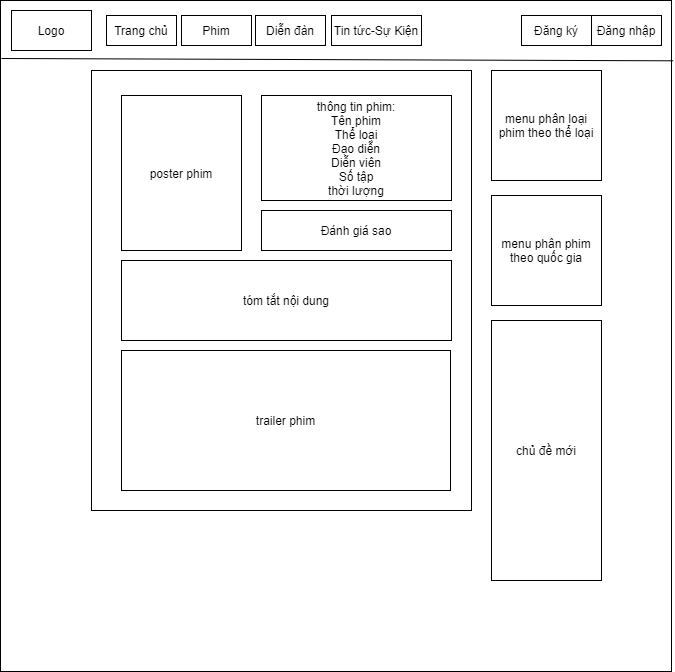 Logo
Trang chủ
Phim
Diễn đàn
Tin tức-Sự Kiện
Đăng ký
Đăng nhập
poster phim
thông tin phim:
Tên phim
Thể loại
Đạo diễn
Diễn viên
Số tập
thời lượng
Đánh giá sao
tóm tắt nội dung
trailer phim
menu phân loại
phim theo thể loại
menu phân phim
theo quốc gia
chủ đề mới